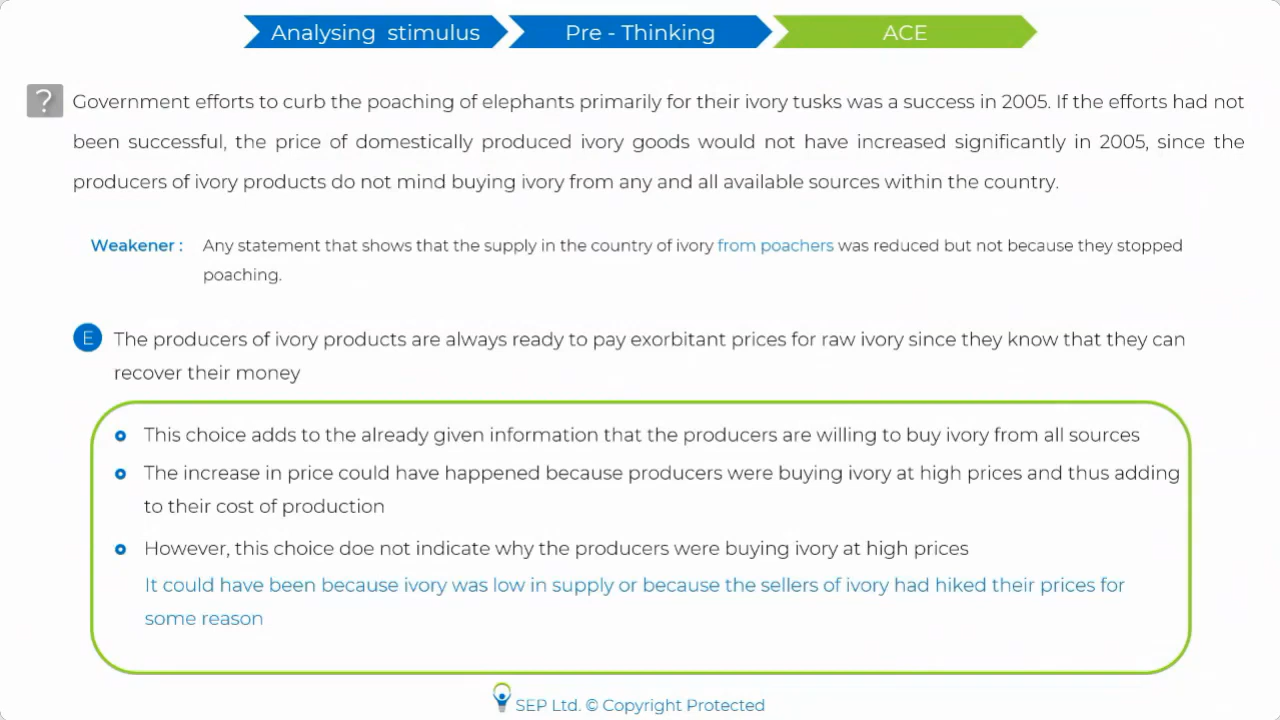 Analysing stimulus
Pre - Thinking
ACE
?
Government efforts to curb the poaching of elephants primarily for their ivory tusks was a success in 2005. If the efforts had not
been successful, the price of domestically produced ivory goods would not have increased significantly in 2005, since the
producers of ivory products do not mind buying ivory from any and all available sources within the country.
Weakener : Any statement that shows that the supply in the country of ivory from poachers was reduced but not because they stopped
poaching.
E The producers of ivory products are always ready to pay exorbitant prices for raw ivory since they know that they can
recover their money
This choice adds to the already given information that the producers are willing to buy ivory from all sources
The increase in price could have happened because producers were buying ivory at high prices and thus adding
to their cost of production
However, this choice doe not indicate why the producers were buying ivory at high prices
It could have been because ivory was low in supply or because the sellers of ivory had hiked their prices for
some reason
SEP Ltd. © Copyright Protected